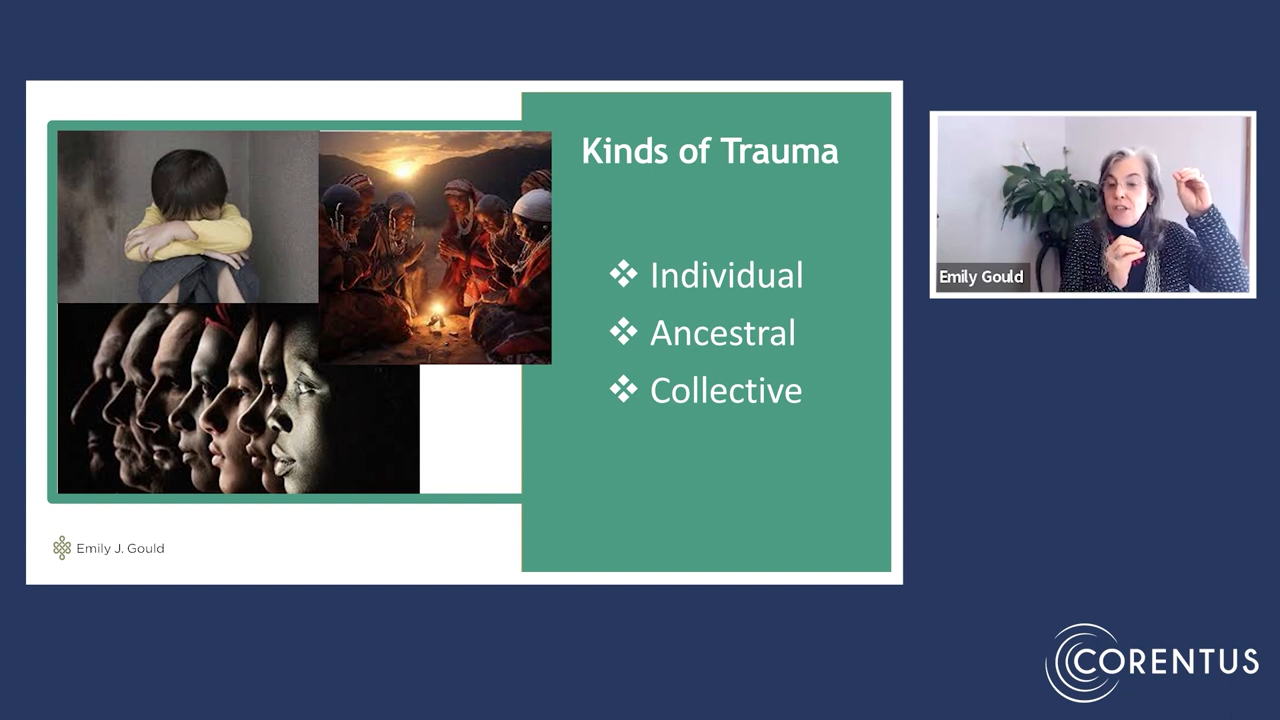 Kinds of Trauma
❖ Individual
❖ Ancestral
❖ Collective
Emily J. Gould
Emily Gould
CORENTUS